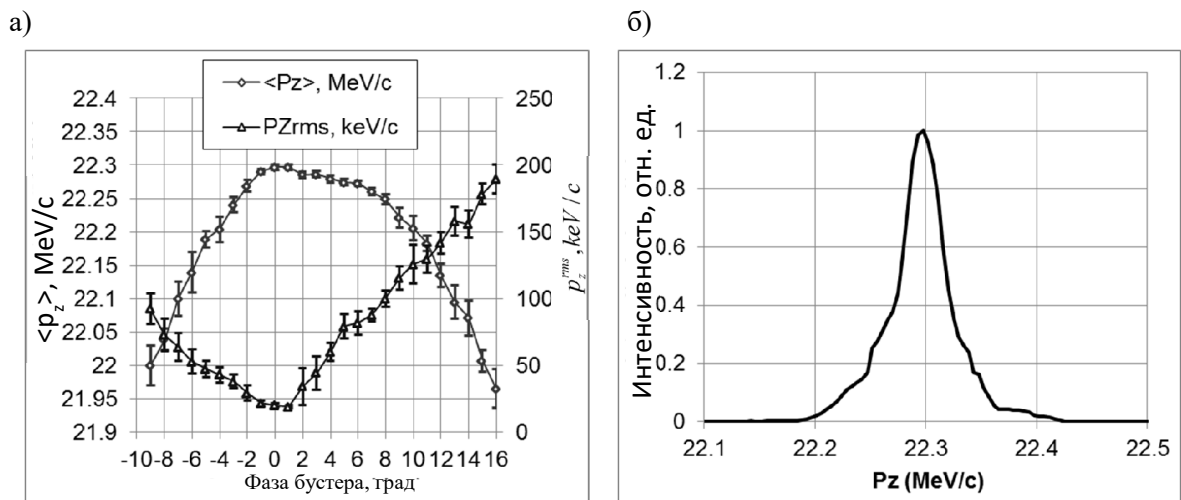 а)
б)
<Pz>, MeV/c
PZrms, keV/c
22.4
22.35
22.3
22.25
22.2
22.15
22.1
22.05
22
21.95
21.9
250
200
150
100
50
0
<p_z>, MeV/c
p_z^rms, keV / c
-10 -8 -6 -4 -2 0 2 4 6 8 10 12 14 16
Фаза бустера, град
1.2
1
0.8
0.6
0.4
0.2
0
Интенсивность, отн. ед.
22.1 22.2 22.3 22.4 22.5
Pz (MeV/c)